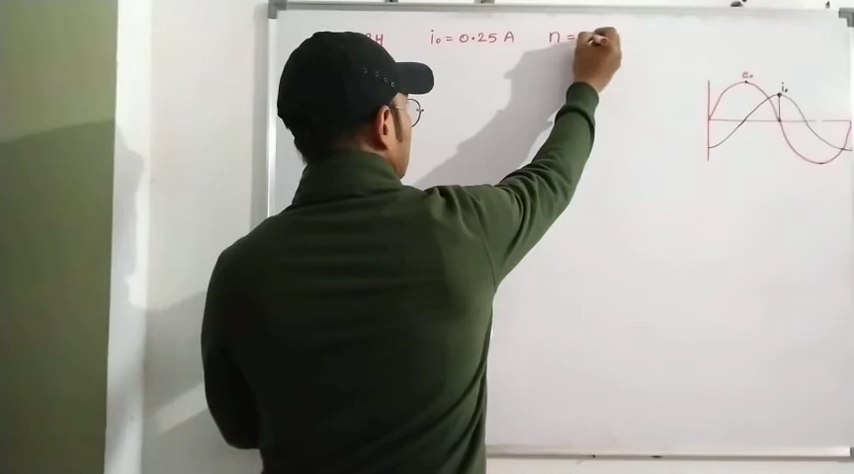 H i₀ = 0.25 A n =
e₀
i₀